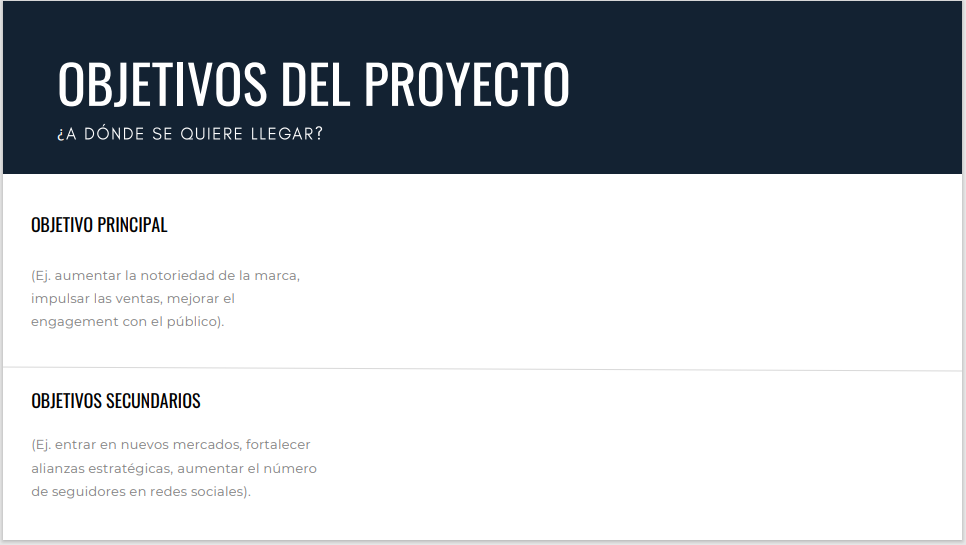 OBJETIVOS DEL PROYECTO
¿A DÓNDE SE QUIERE LLEGAR?
OBJETIVO PRINCIPAL
(Ej. aumentar la notoriedad de la marca,
impulsar las ventas, mejorar el
engagement con el público).
OBJETIVOS SECUNDARIOS
(Ej. entrar en nuevos mercados, fortalecer
alianzas estratégicas, aumentar el número
de seguidores en redes sociales).